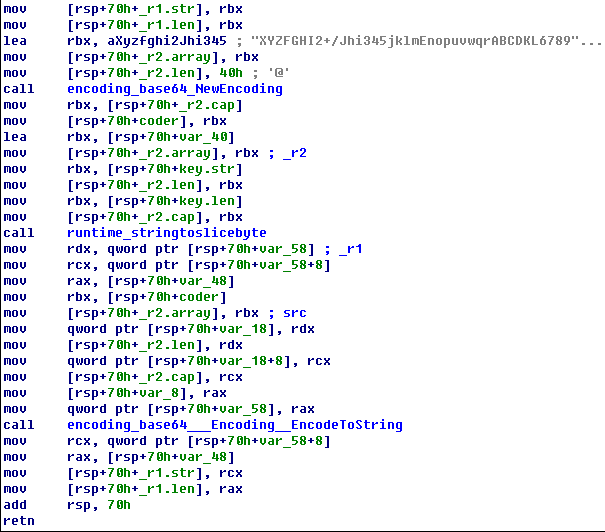 mov [rsp+70h+_r1.str], rbx
mov [rsp+70h+_r1.len], rbx
lea rbx, aXyzfghi2Jhi345 ; "XYZFGHI2+/Jhi345jklmEnopuvwqrABCDKL6789"...
mov [rsp+70h+_r2.array], rbx
mov [rsp+70h+_r2.len], 40h ; '@'
call encoding_base64_NewEncoding
mov rbx, [rsp+70h+_r2.cap]
mov [rsp+70h+coder], rbx
lea rbx, [rsp+70h+var_40]
mov [rsp+70h+_r2.array], rbx ; _r2
mov rbx, [rsp+70h+key.str]
mov [rsp+70h+_r2.len], rbx
mov rbx, [rsp+70h+key.len]
mov [rsp+70h+_r2.cap], rbx
call runtime_stringtoslicebyte
mov rdx, qword ptr [rsp+70h+var_58] ; _r1
mov rcx, qword ptr [rsp+70h+var_58+8]
mov rax, [rsp+70h+var_48]
mov rbx, [rsp+70h+coder]
mov [rsp+70h+_r2.array], rbx ; src
mov qword ptr [rsp+70h+var_18], rdx
mov [rsp+70h+_r2.len], rdx
mov qword ptr [rsp+70h+var_18+8], rcx
mov [rsp+70h+_r2.cap], rcx
mov [rsp+70h+var_8], rax
mov qword ptr [rsp+70h+var_58], rax
call encoding_base64___Encoding__EncodeToString
mov rcx, qword ptr [rsp+70h+var_58+8]
mov rax, [rsp+70h+var_48]
mov [rsp+70h+_r1.str], rcx
mov [rsp+70h+_r1.len], rax
add rsp, 70h
retn